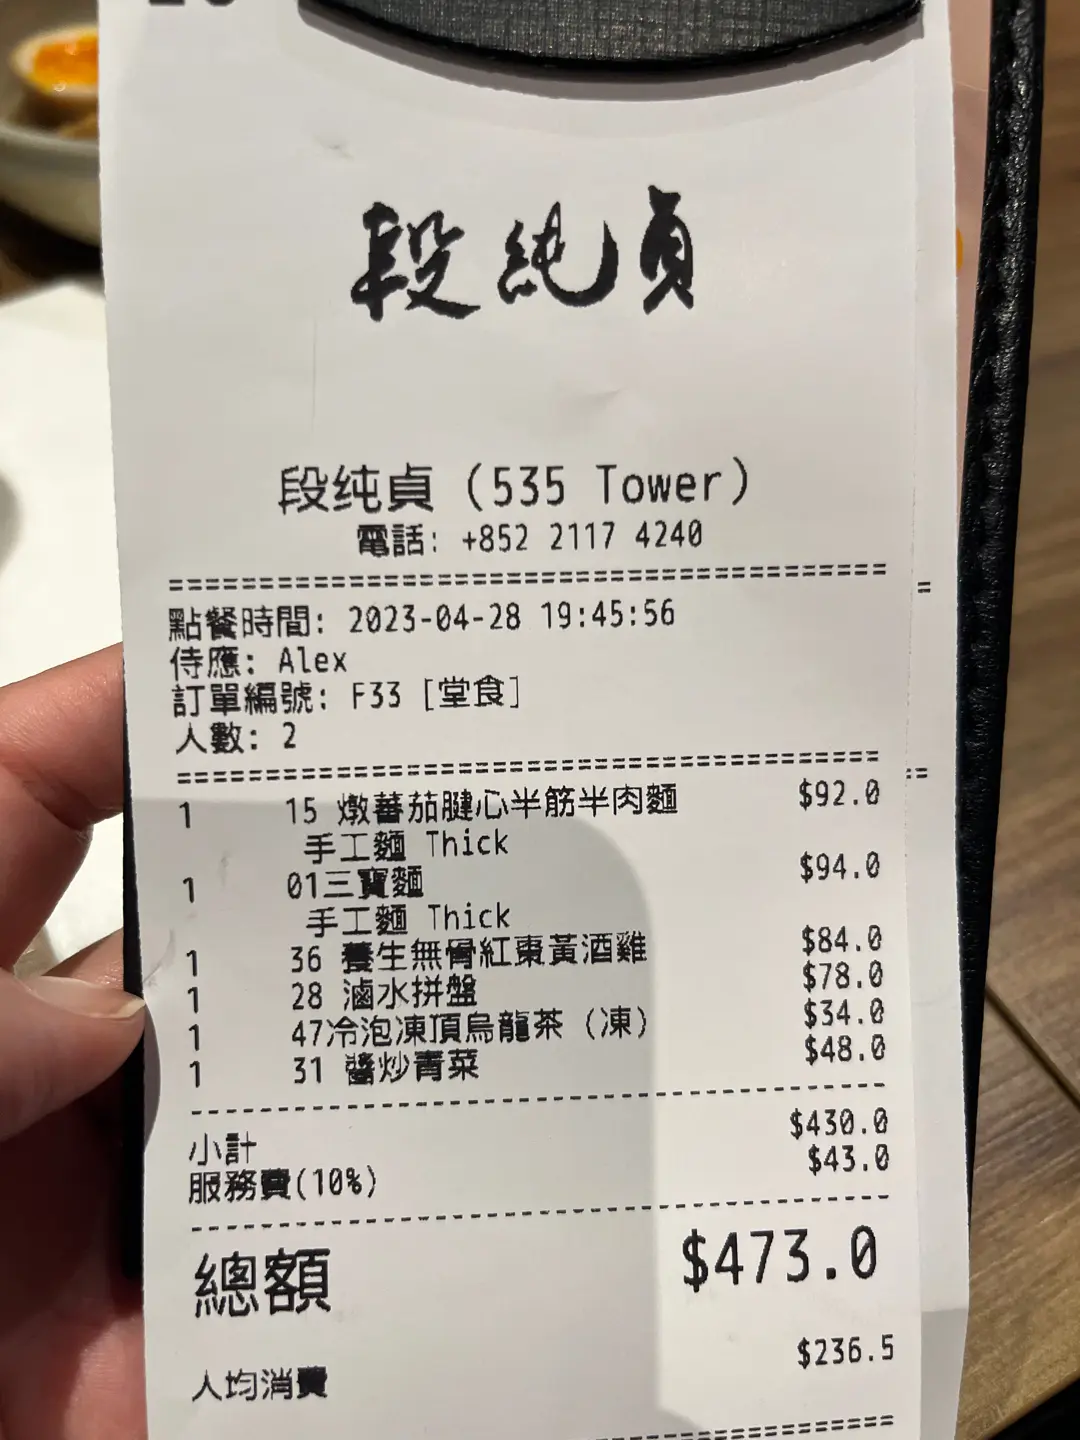 段純貞
段纯貞 (535 Tower)
電話: +852 2117 4240
======================================== =
點餐時間: 2023-04-28 19:45:56
侍應: Alex
訂單編號: F33 [堂食]
人數: 2
======================================== ==
1 15 燉蕃茄腱心半筋半肉麵 $92.0
手工麵 Thick
1 01三寶麵 $94.0
手工麵 Thick
1 36 養生無骨紅棗黃酒雞 $84.0
1 28 滷水拼盤 $78.0
1 47冷泡凍頂烏龍茶 (凍) $34.0
1 31 醬炒青菜 $48.0
----------------------------------------
小計 $430.0
服務費(10%) $43.0
----------------------------------------
總額 $473.0
人均消費 $236.5
========================================